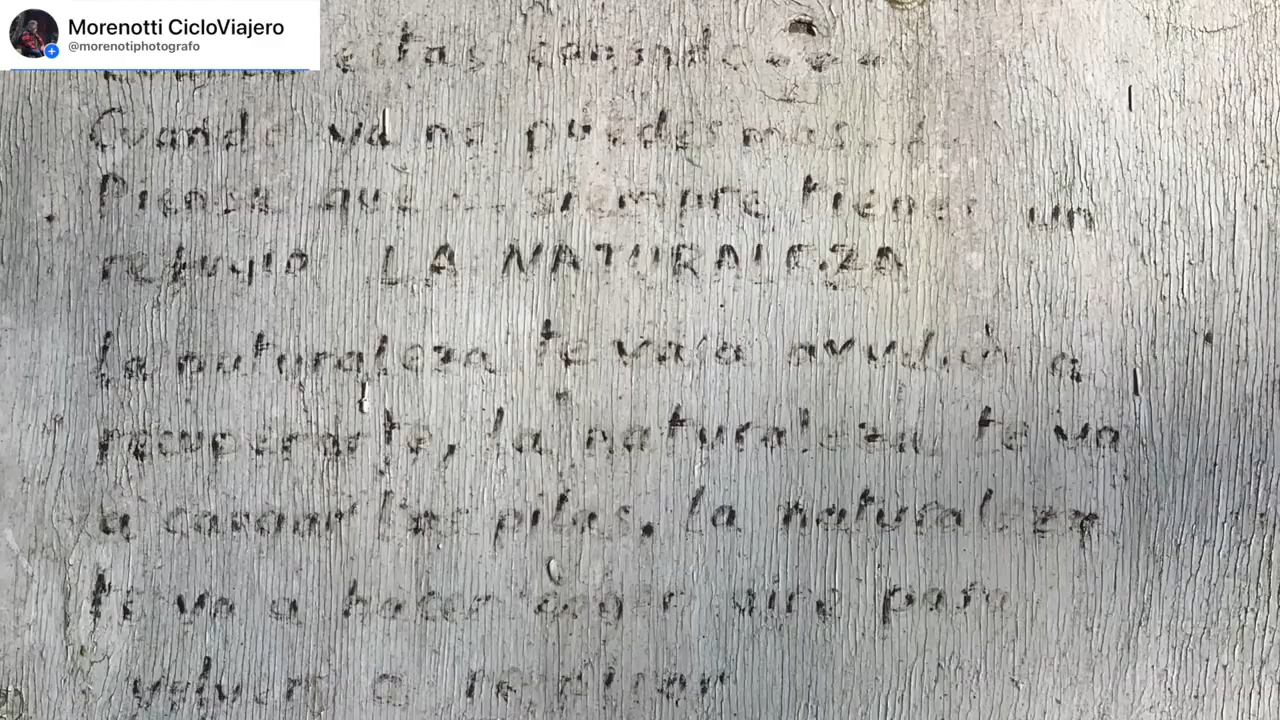 Morenotti CicloViajero
@morenotiphotografo
estas cansad
Cuando ya no puedes mas
Piensa que ... siempre tienes un
refugio LA NATURALEZA
la naturaleza te va a ayudar a
recuperarte, la naturaleza te va
a cargar las pilas, la naturaleza
te va a hacer coger aire para
volver a